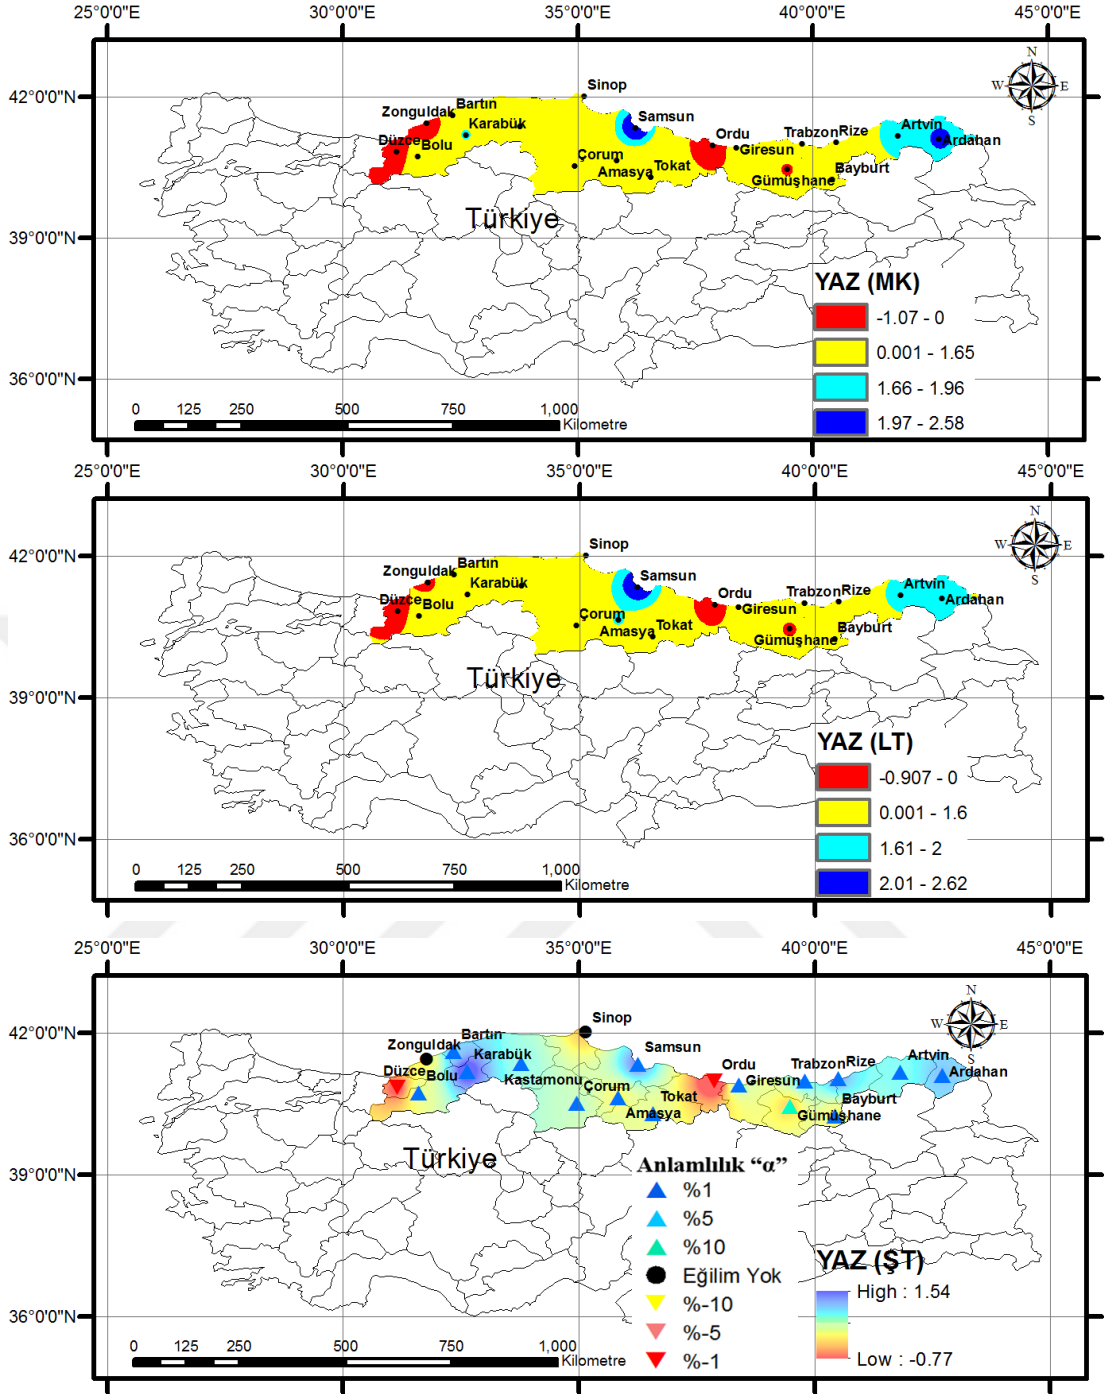 25°0'0"E 30°0'0"E 35°0'0"E 40°0'0"E 45°0'0"E
N
W E
S
42°0'0"N
39°0'0"N
36°0'0"N
Sinop
Bartın
Zonguldak
Karabük
Samsun
Düzce
Bolu
Çorum
Amasya
Tokat
Ordu
Giresun
Trabzon
Rize
Gümüşhane
Bayburt
Artvin
Ardahan
Türkiye
YAZ (MK)
-1.07 - 0
0.001 - 1.65
1.66 - 1.96
1.97 - 2.58
0 125 250 500 750 1,000
Kilometre
25°0'0"E 30°0'0"E 35°0'0"E 40°0'0"E 45°0'0"E
N
W E
S
42°0'0"N
39°0'0"N
36°0'0"N
Sinop
Bartın
Zonguldak
Karabük
Samsun
Düzce
Bolu
Çorum
Amasya
Tokat
Ordu
Giresun
Trabzon
Rize
Gümüşhane
Bayburt
Artvin
Ardahan
Türkiye
YAZ (LT)
-0.907 - 0
0.001 - 1.6
1.61 - 2
2.01 - 2.62
0 125 250 500 750 1,000
Kilometre
25°0'0"E 30°0'0"E 35°0'0"E 40°0'0"E 45°0'0"E
N
W E
S
42°0'0"N
39°0'0"N
36°0'0"N
Sinop
Bartın
Zonguldak
Karabük
Samsun
Düzce
Bolu
Kastamonu
Çorum
Amasya
Tokat
Ordu
Giresun
Trabzon
Rize
Gümüşhane
Bayburt
Artvin
Ardahan
Türkiye
Anlamlılık “α”
%1
%5
%10
Eğilim Yok
%-10
%-5
%-1
YAZ (ŞT)
High : 1.54
Low : -0.77
0 125 250 500 750 1,000
Kilometre